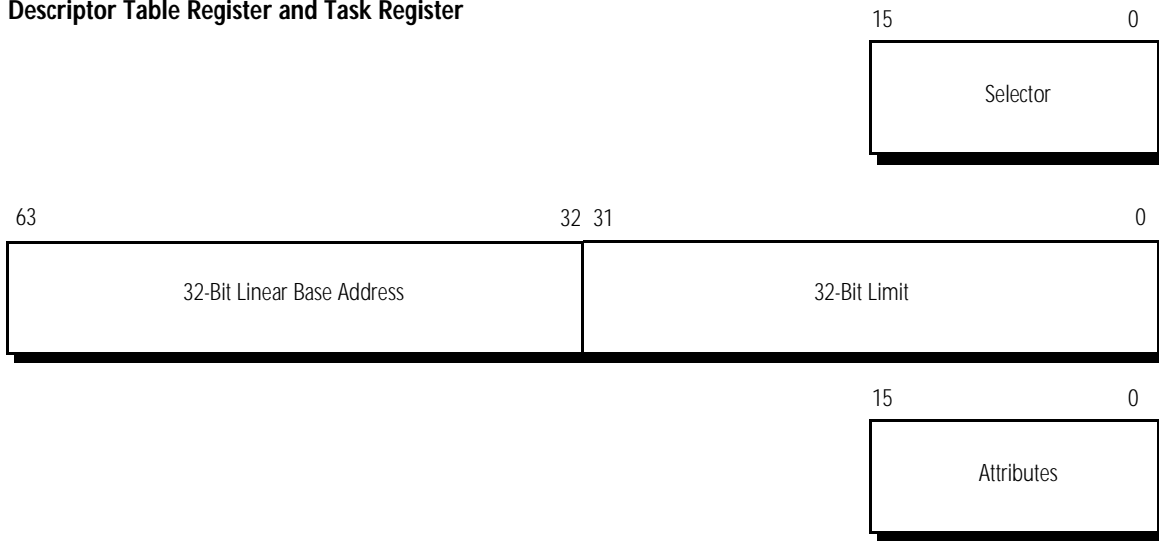 Descriptor Table Register and Task Register
15 0
Selector
63 32 31 0
32-Bit Linear Base Address 32-Bit Limit
15 0
Attributes